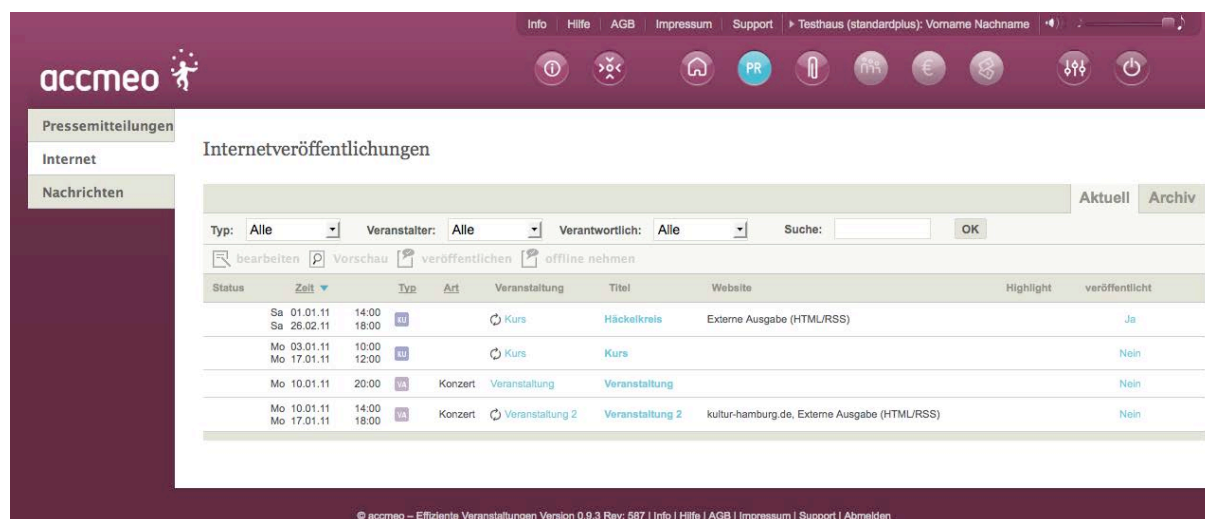 Info Hilfe AGB Impressum Support Testhaus (standardplus): Vorname Nachname
accmeo PR €
Pressemitteilungen
Internet
Nachrichten
Internetveröffentlichungen
Aktuell Archiv
Typ: Alle Veranstalter: Alle Verantwortlich: Alle Suche: OK
bearbeiten Vorschau veröffentlichen offline nehmen
Status Zeit Typ Art Veranstaltung Titel Website Highlight veröffentlicht
Sa 01.01.11 14:00 KU Kurs Häckelkreis Externe Ausgabe (HTML/RSS) Ja
Sa 26.02.11 18:00
Mo 03.01.11 10:00 KU Kurs Kurs Nein
Mo 17.01.11 12:00
Mo 10.01.11 20:00 VA Konzert Veranstaltung Veranstaltung Nein
Mo 10.01.11 14:00 VA Konzert Veranstaltung 2 Veranstaltung 2 kultur-hamburg.de, Externe Ausgabe (HTML/RSS) Nein
Mo 17.01.11 18:00
© accmeo – Effiziente Veranstaltungen Version 0.9.3 Rev: 587 | Info | Hilfe | AGB | Impressum | Support | Abmelden